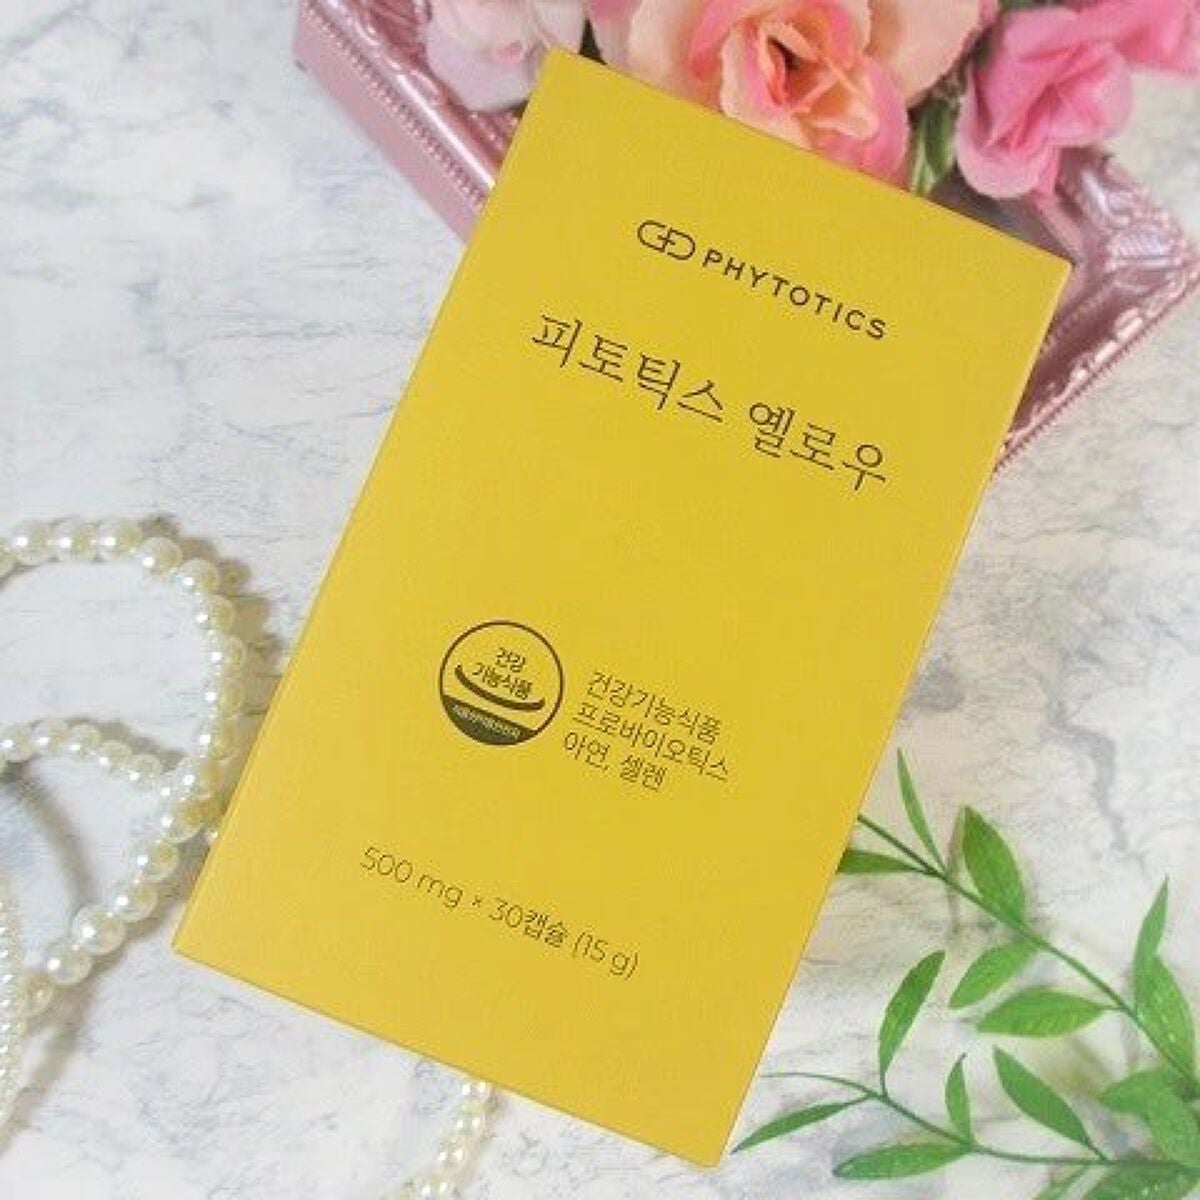 PHYTOTICS
피토틱스 옐로우
건강
기능식품
건강기능식품
프로바이오틱스
아연, 셀렌
500 mg × 30캡슐 (15 g)